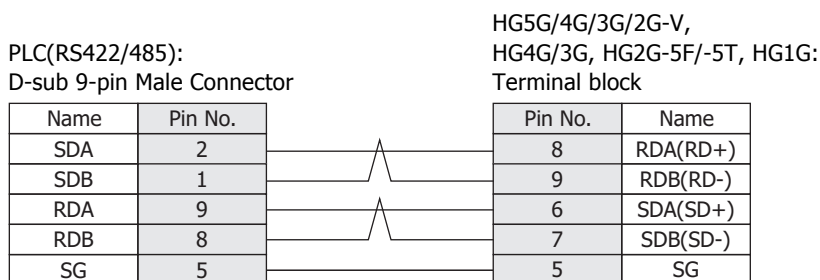 HG5G/4G/3G/2G-V,
PLC(RS422/485): HG4G/3G, HG2G-5F/-5T, HG1G:
D-sub 9-pin Male Connector Terminal block
Name Pin No. Pin No. Name
SDA 2 8 RDA(RD+)
SDB 1 9 RDB(RD-)
RDA 9 6 SDA(SD+)
RDB 8 7 SDB(SD-)
SG 5 5 SG